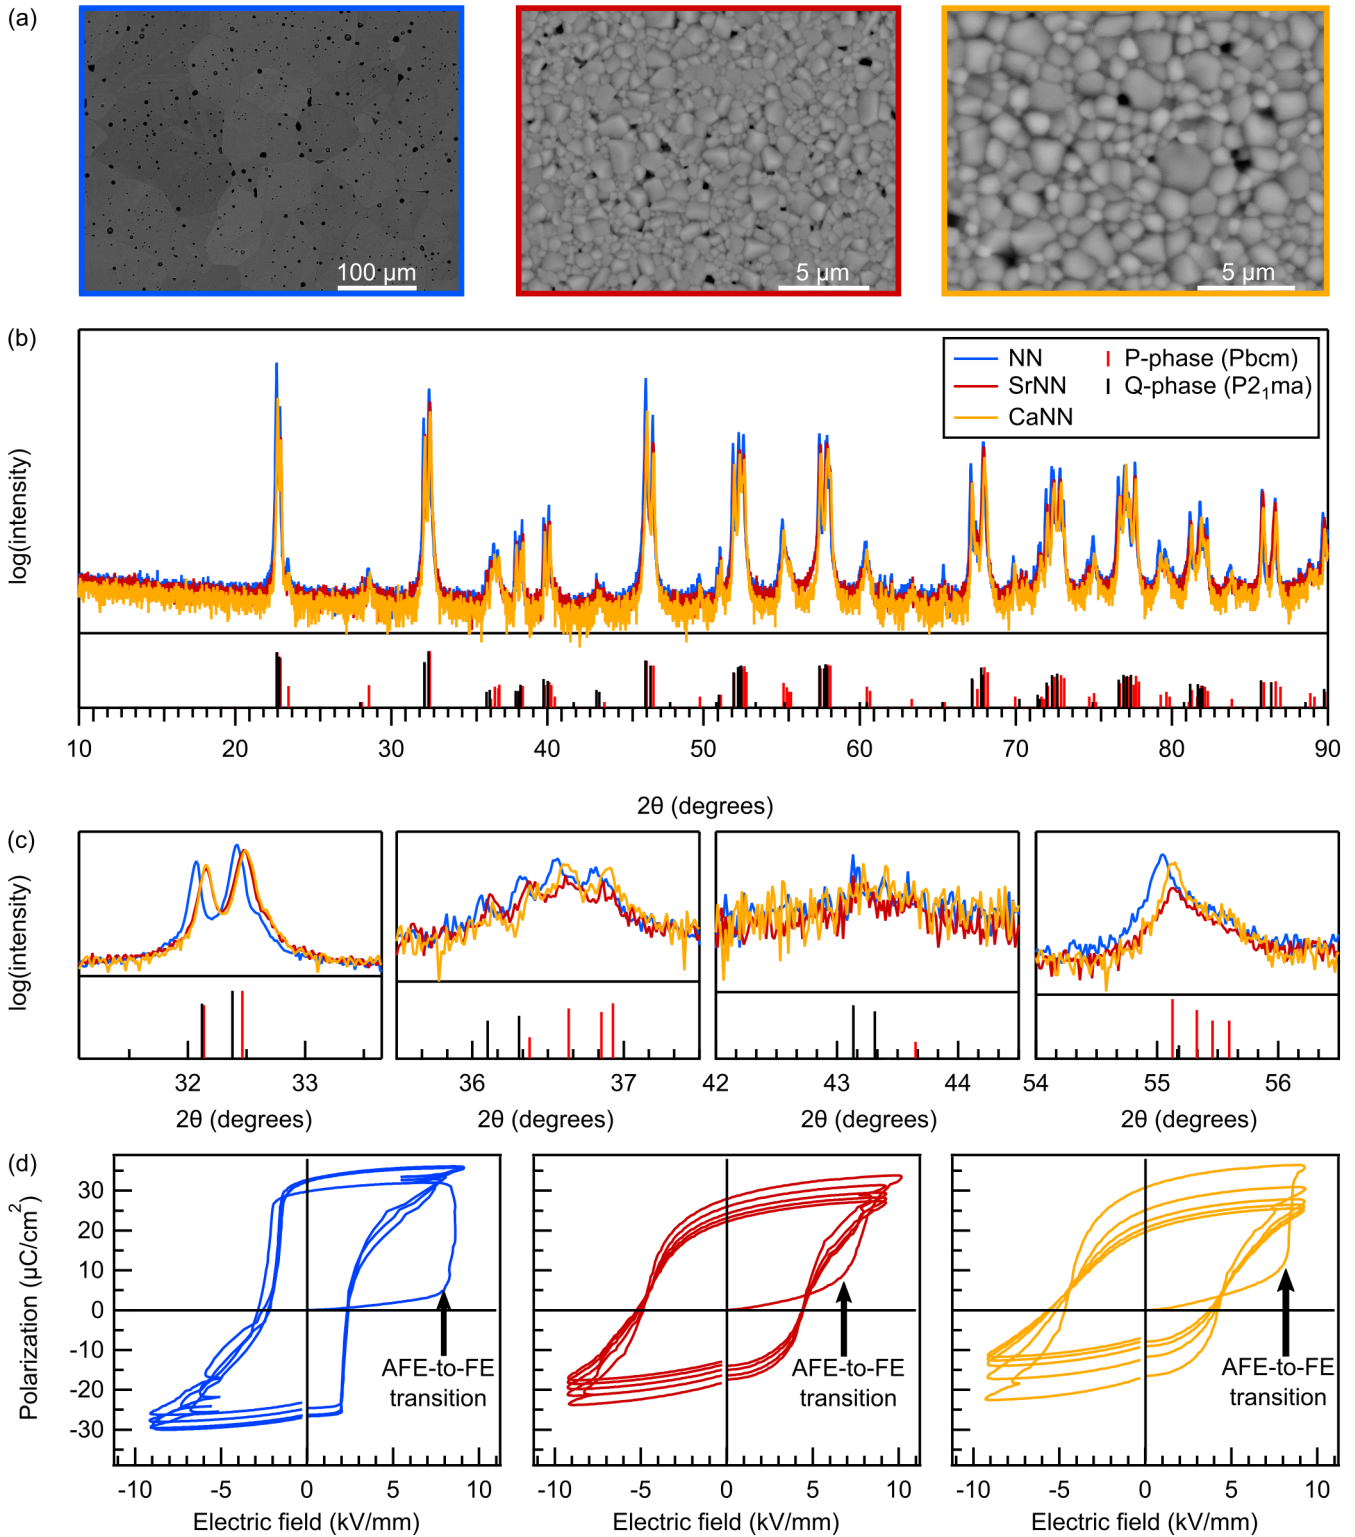 (a)
100 µm
5 µm
5 µm
(b)
NN
SrNN
CaNN
P-phase (Pbcm)
Q-phase (P2₁ma)
log(intensity)
10 20 30 40 50 60 70 80 90
2θ (degrees)
(c)
log(intensity)
32 33
36 37
42 43 44
54 55 56
2θ (degrees) 2θ (degrees) 2θ (degrees) 2θ (degrees)
(d)
Polarization (µC/cm²)
30
20
10
0
-10
-20
-30
AFE-to-FE
transition
AFE-to-FE
transition
AFE-to-FE
transition
-10 -5 0 5 10
-10 -5 0 5 10
-10 -5 0 5 10
Electric field (kV/mm) Electric field (kV/mm) Electric field (kV/mm)